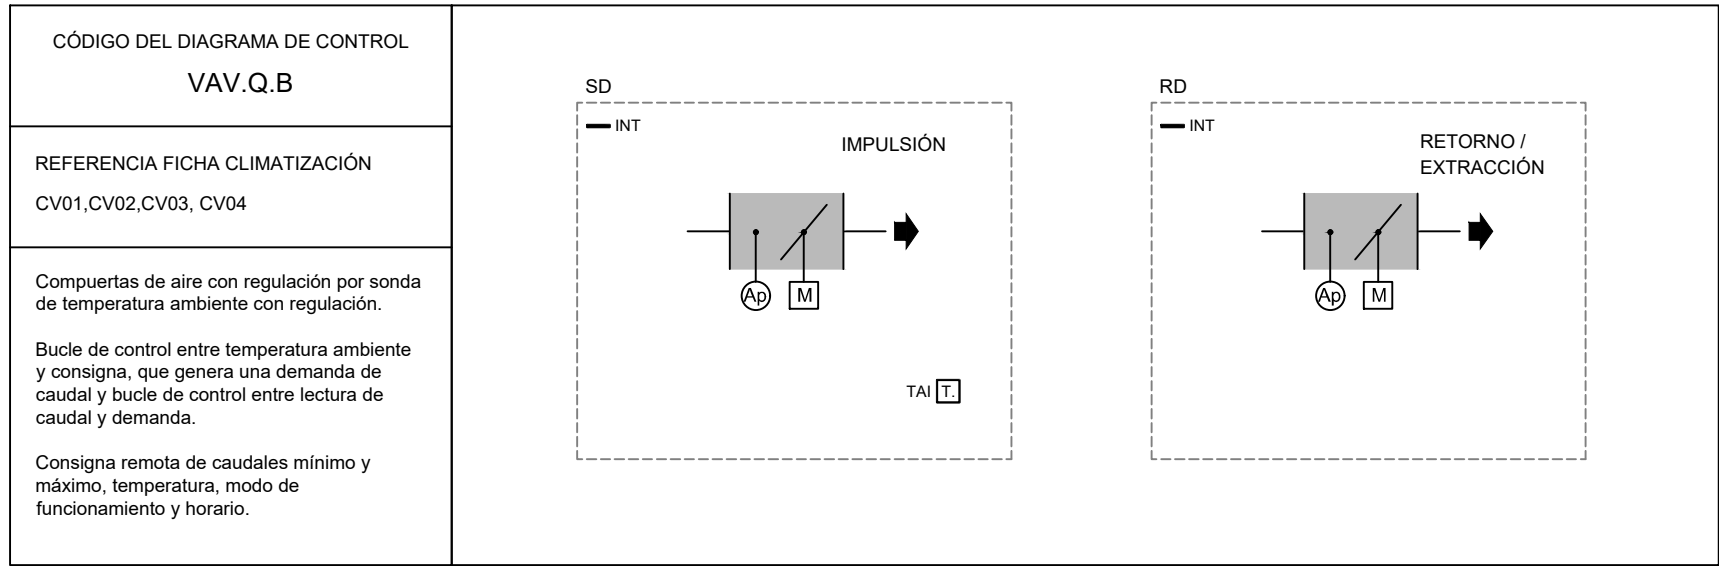 CÓDIGO DEL DIAGRAMA DE CONTROL
VAV.Q.B
REFERENCIA FICHA CLIMATIZACIÓN
CV01,CV02,CV03, CV04
Compuertas de aire con regulación por sonda
de temperatura ambiente con regulación.
Bucle de control entre temperatura ambiente
y consigna, que genera una demanda de
caudal y bucle de control entre lectura de
caudal y demanda.
Consigna remota de caudales mínimo y
máximo, temperatura, modo de
funcionamiento y horario.
SD
INT
IMPULSIÓN
Ap
M
TAI T.
RD
INT
RETORNO /
EXTRACCIÓN
Ap
M